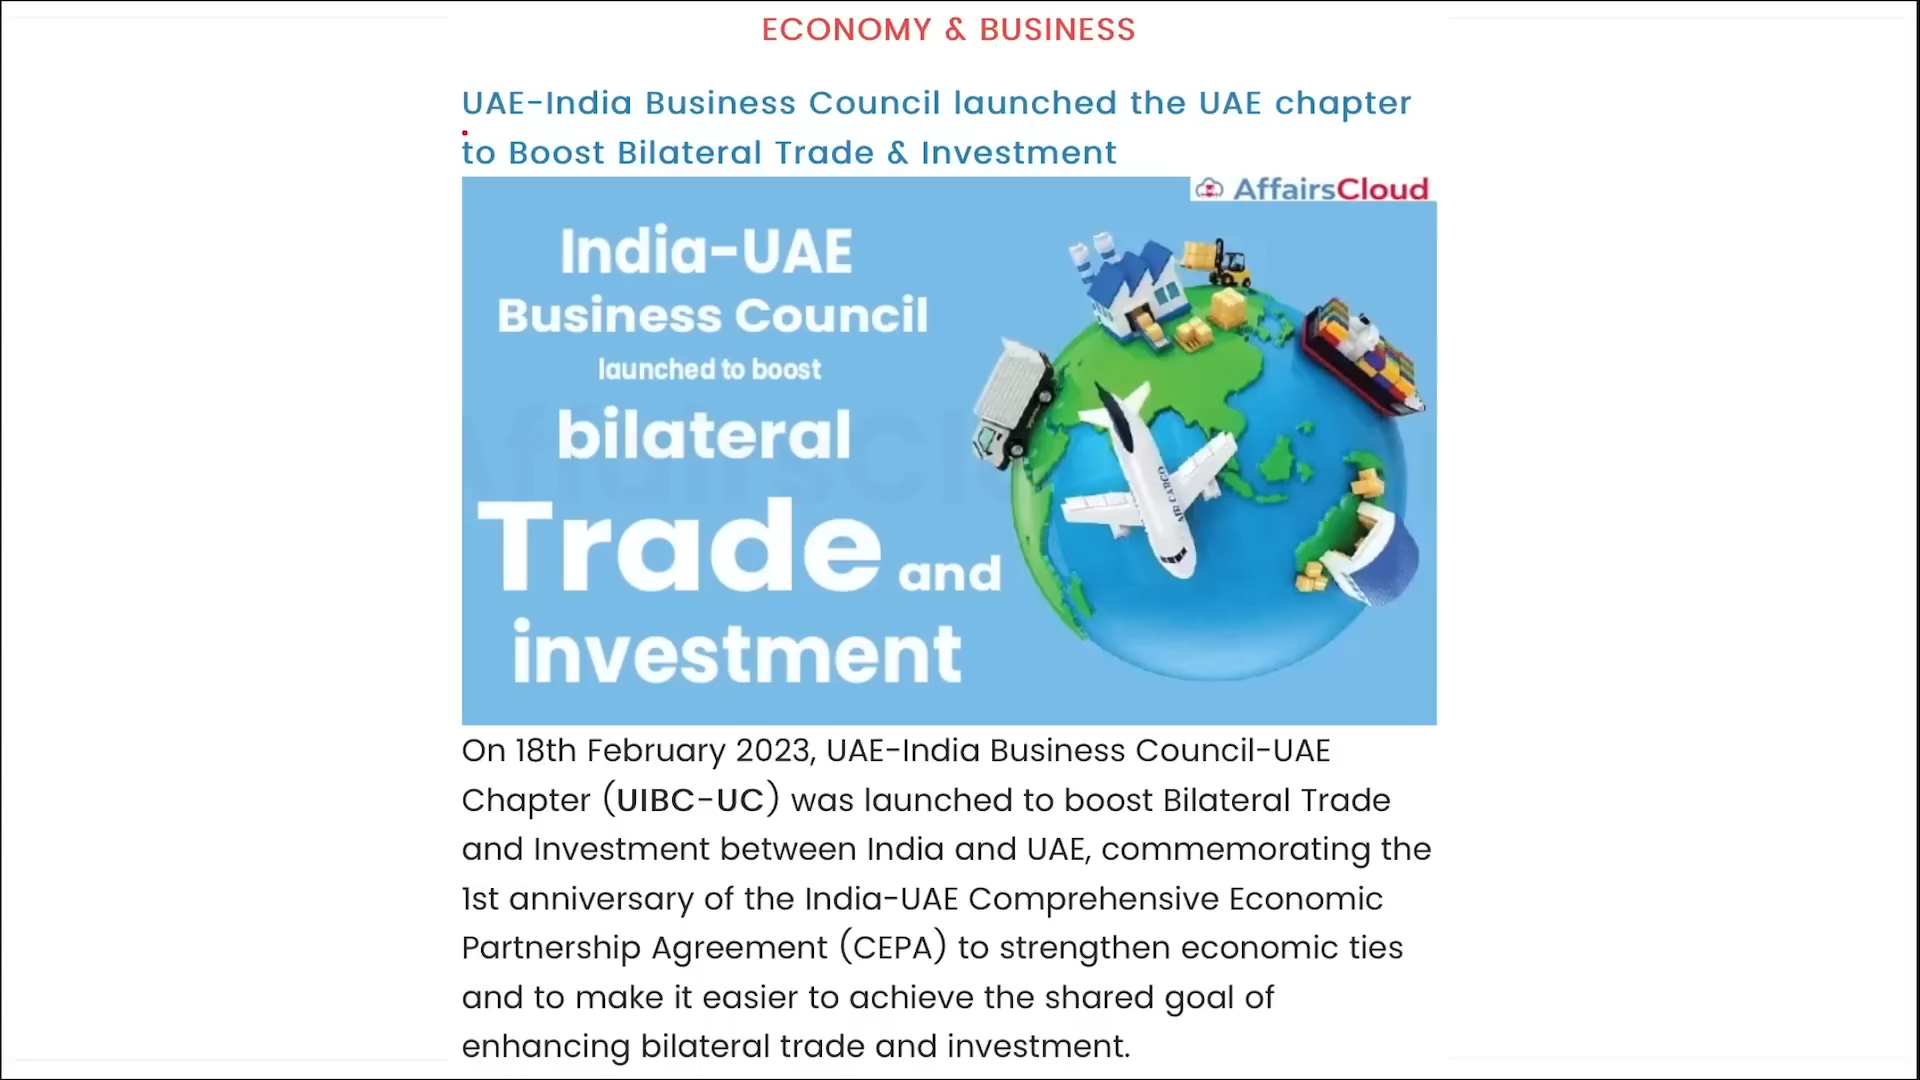 ECONOMY & BUSINESS
UAE-India Business Council launched the UAE chapter
to Boost Bilateral Trade & Investment
AffairsCloud
India-UAE
Business Council
launched to boost
bilateral
Trade and
investment
AIR CARGO
On 18th February 2023, UAE-India Business Council-UAE
Chapter (UIBC-UC) was launched to boost Bilateral Trade
and Investment between India and UAE, commemorating the
1st anniversary of the India-UAE Comprehensive Economic
Partnership Agreement (CEPA) to strengthen economic ties
and to make it easier to achieve the shared goal of
enhancing bilateral trade and investment.